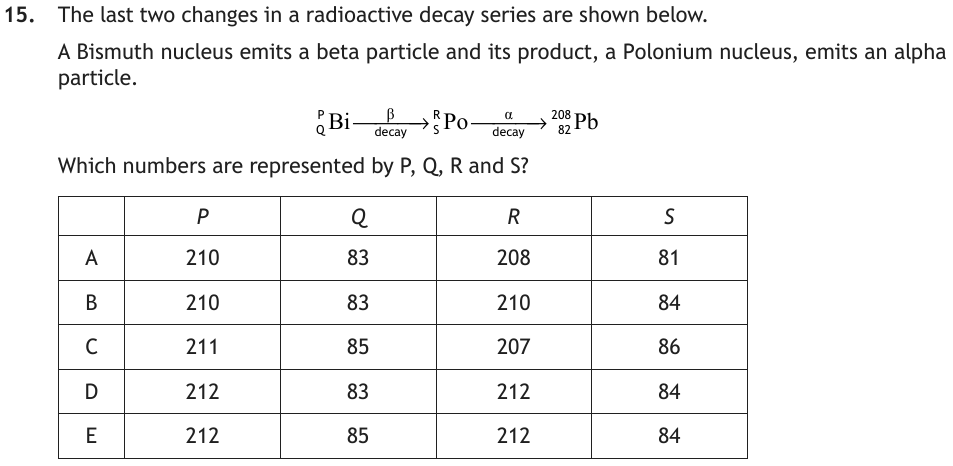 15. The last two changes in a radioactive decay series are shown below.
A Bismuth nucleus emits a beta particle and its product, a Polonium nucleus, emits an alpha
particle.
P Q Bi β decay R S Po α decay 208 82 Pb
Which numbers are represented by P, Q, R and S?
P Q R S
A 210 83 208 81
B 210 83 210 84
C 211 85 207 86
D 212 83 212 84
E 212 85 212 84